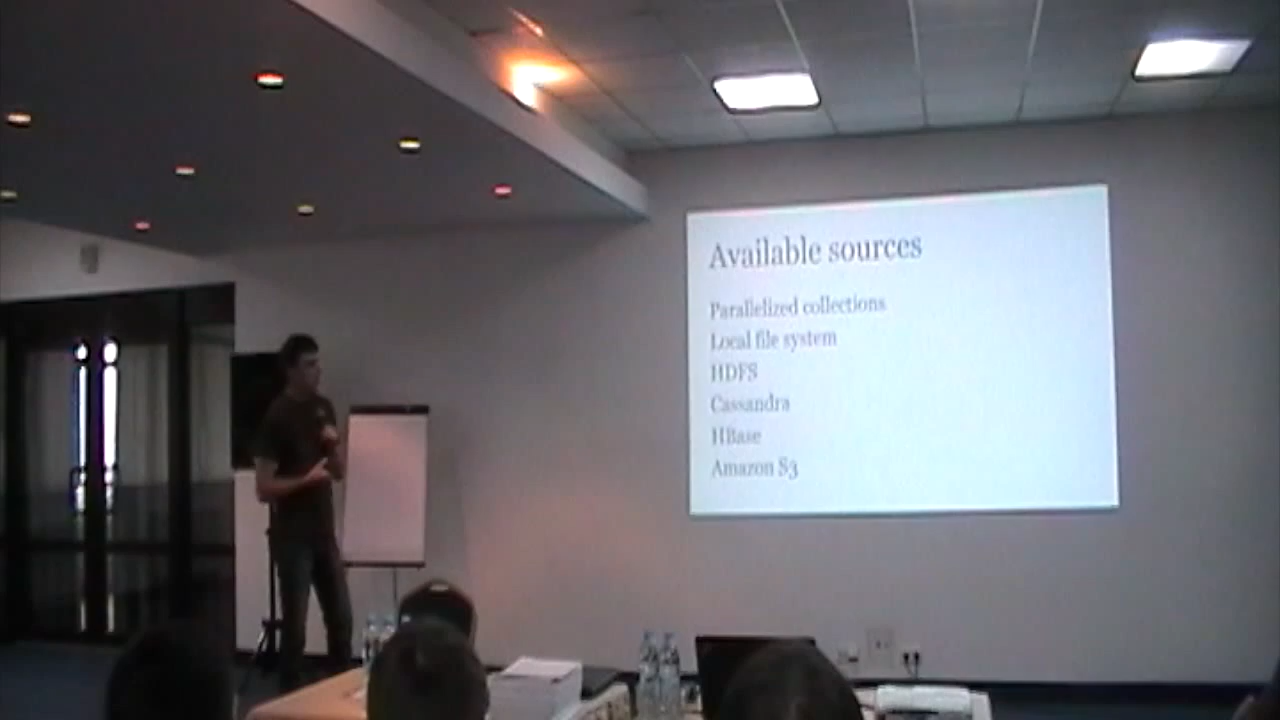 Available sources
Parallelized collections
Local file system
HDFS
Cassandra
HBase
Amazon S3